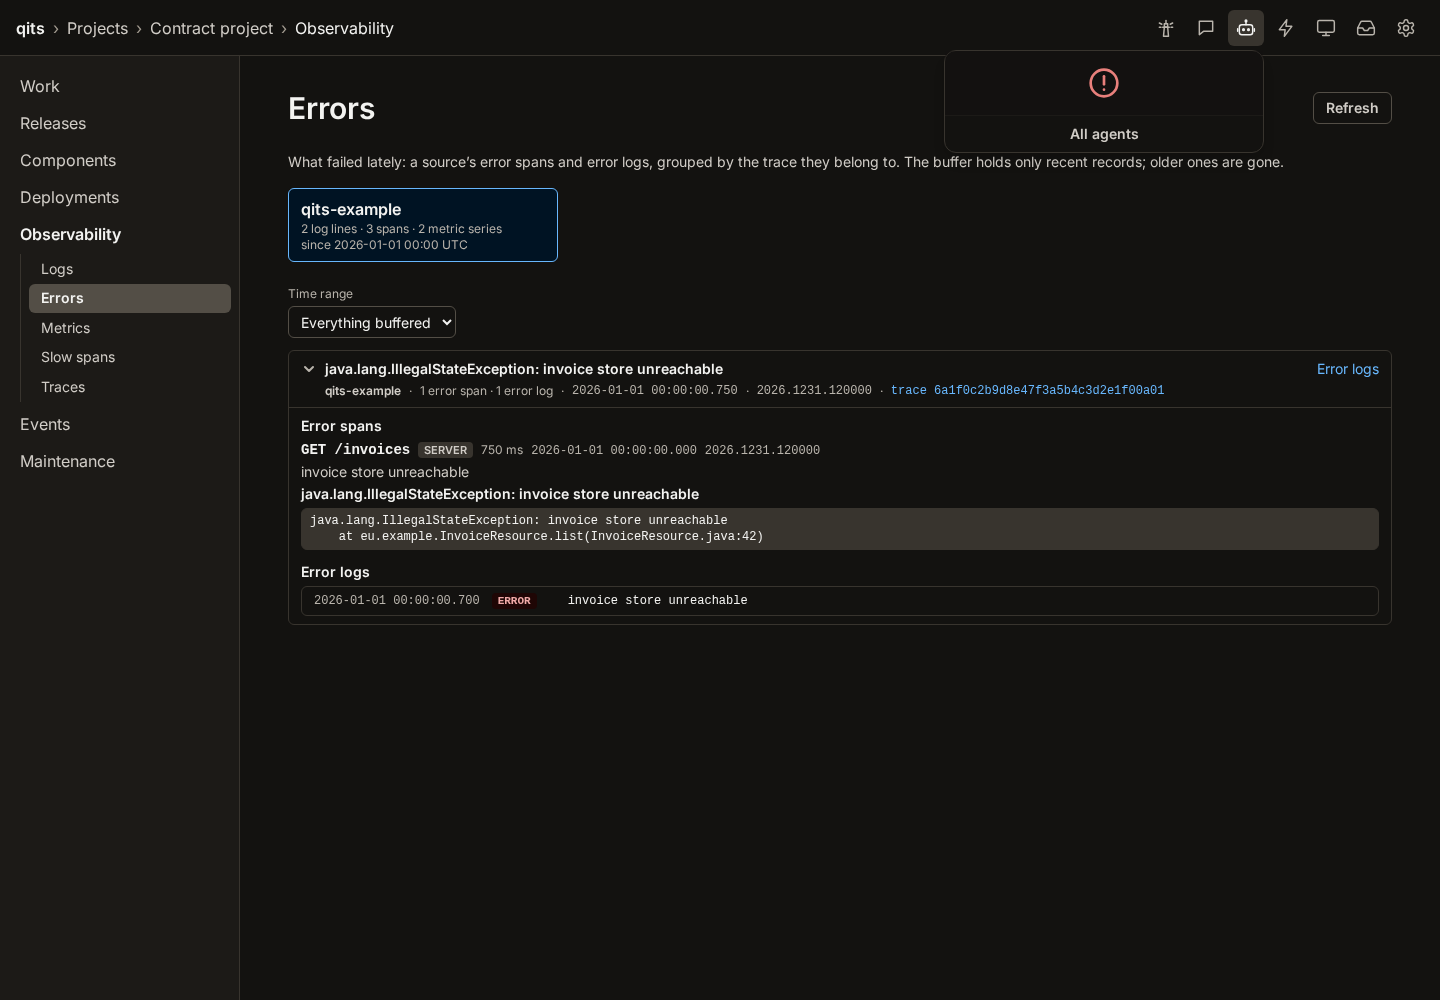 qits › Projects › Contract project › Observability
Work
Releases
Components
Deployments
Observability
Logs
Errors
Metrics
Slow spans
Traces
Events
Maintenance
All agents
Errors
Refresh
What failed lately: a source's error spans and error logs, grouped by the trace they belong to. The buffer holds only recent records; older ones are gone.
qits-example
2 log lines · 3 spans · 2 metric series
since 2026-01-01 00:00 UTC
Time range
Everything buffered
java.lang.IllegalStateException: invoice store unreachable
Error logs
qits-example · 1 error span · 1 error log · 2026-01-01 00:00:00.750 · 2026.1231.120000 · trace 6a1f0c2b9d8e47f3a5b4c3d2e1f00a01
Error spans
GET /invoices SERVER 750 ms 2026-01-01 00:00:00.000 2026.1231.120000
invoice store unreachable
java.lang.IllegalStateException: invoice store unreachable
java.lang.IllegalStateException: invoice store unreachable
at eu.example.InvoiceResource.list(InvoiceResource.java:42)
Error logs
2026-01-01 00:00:00.700 ERROR invoice store unreachable